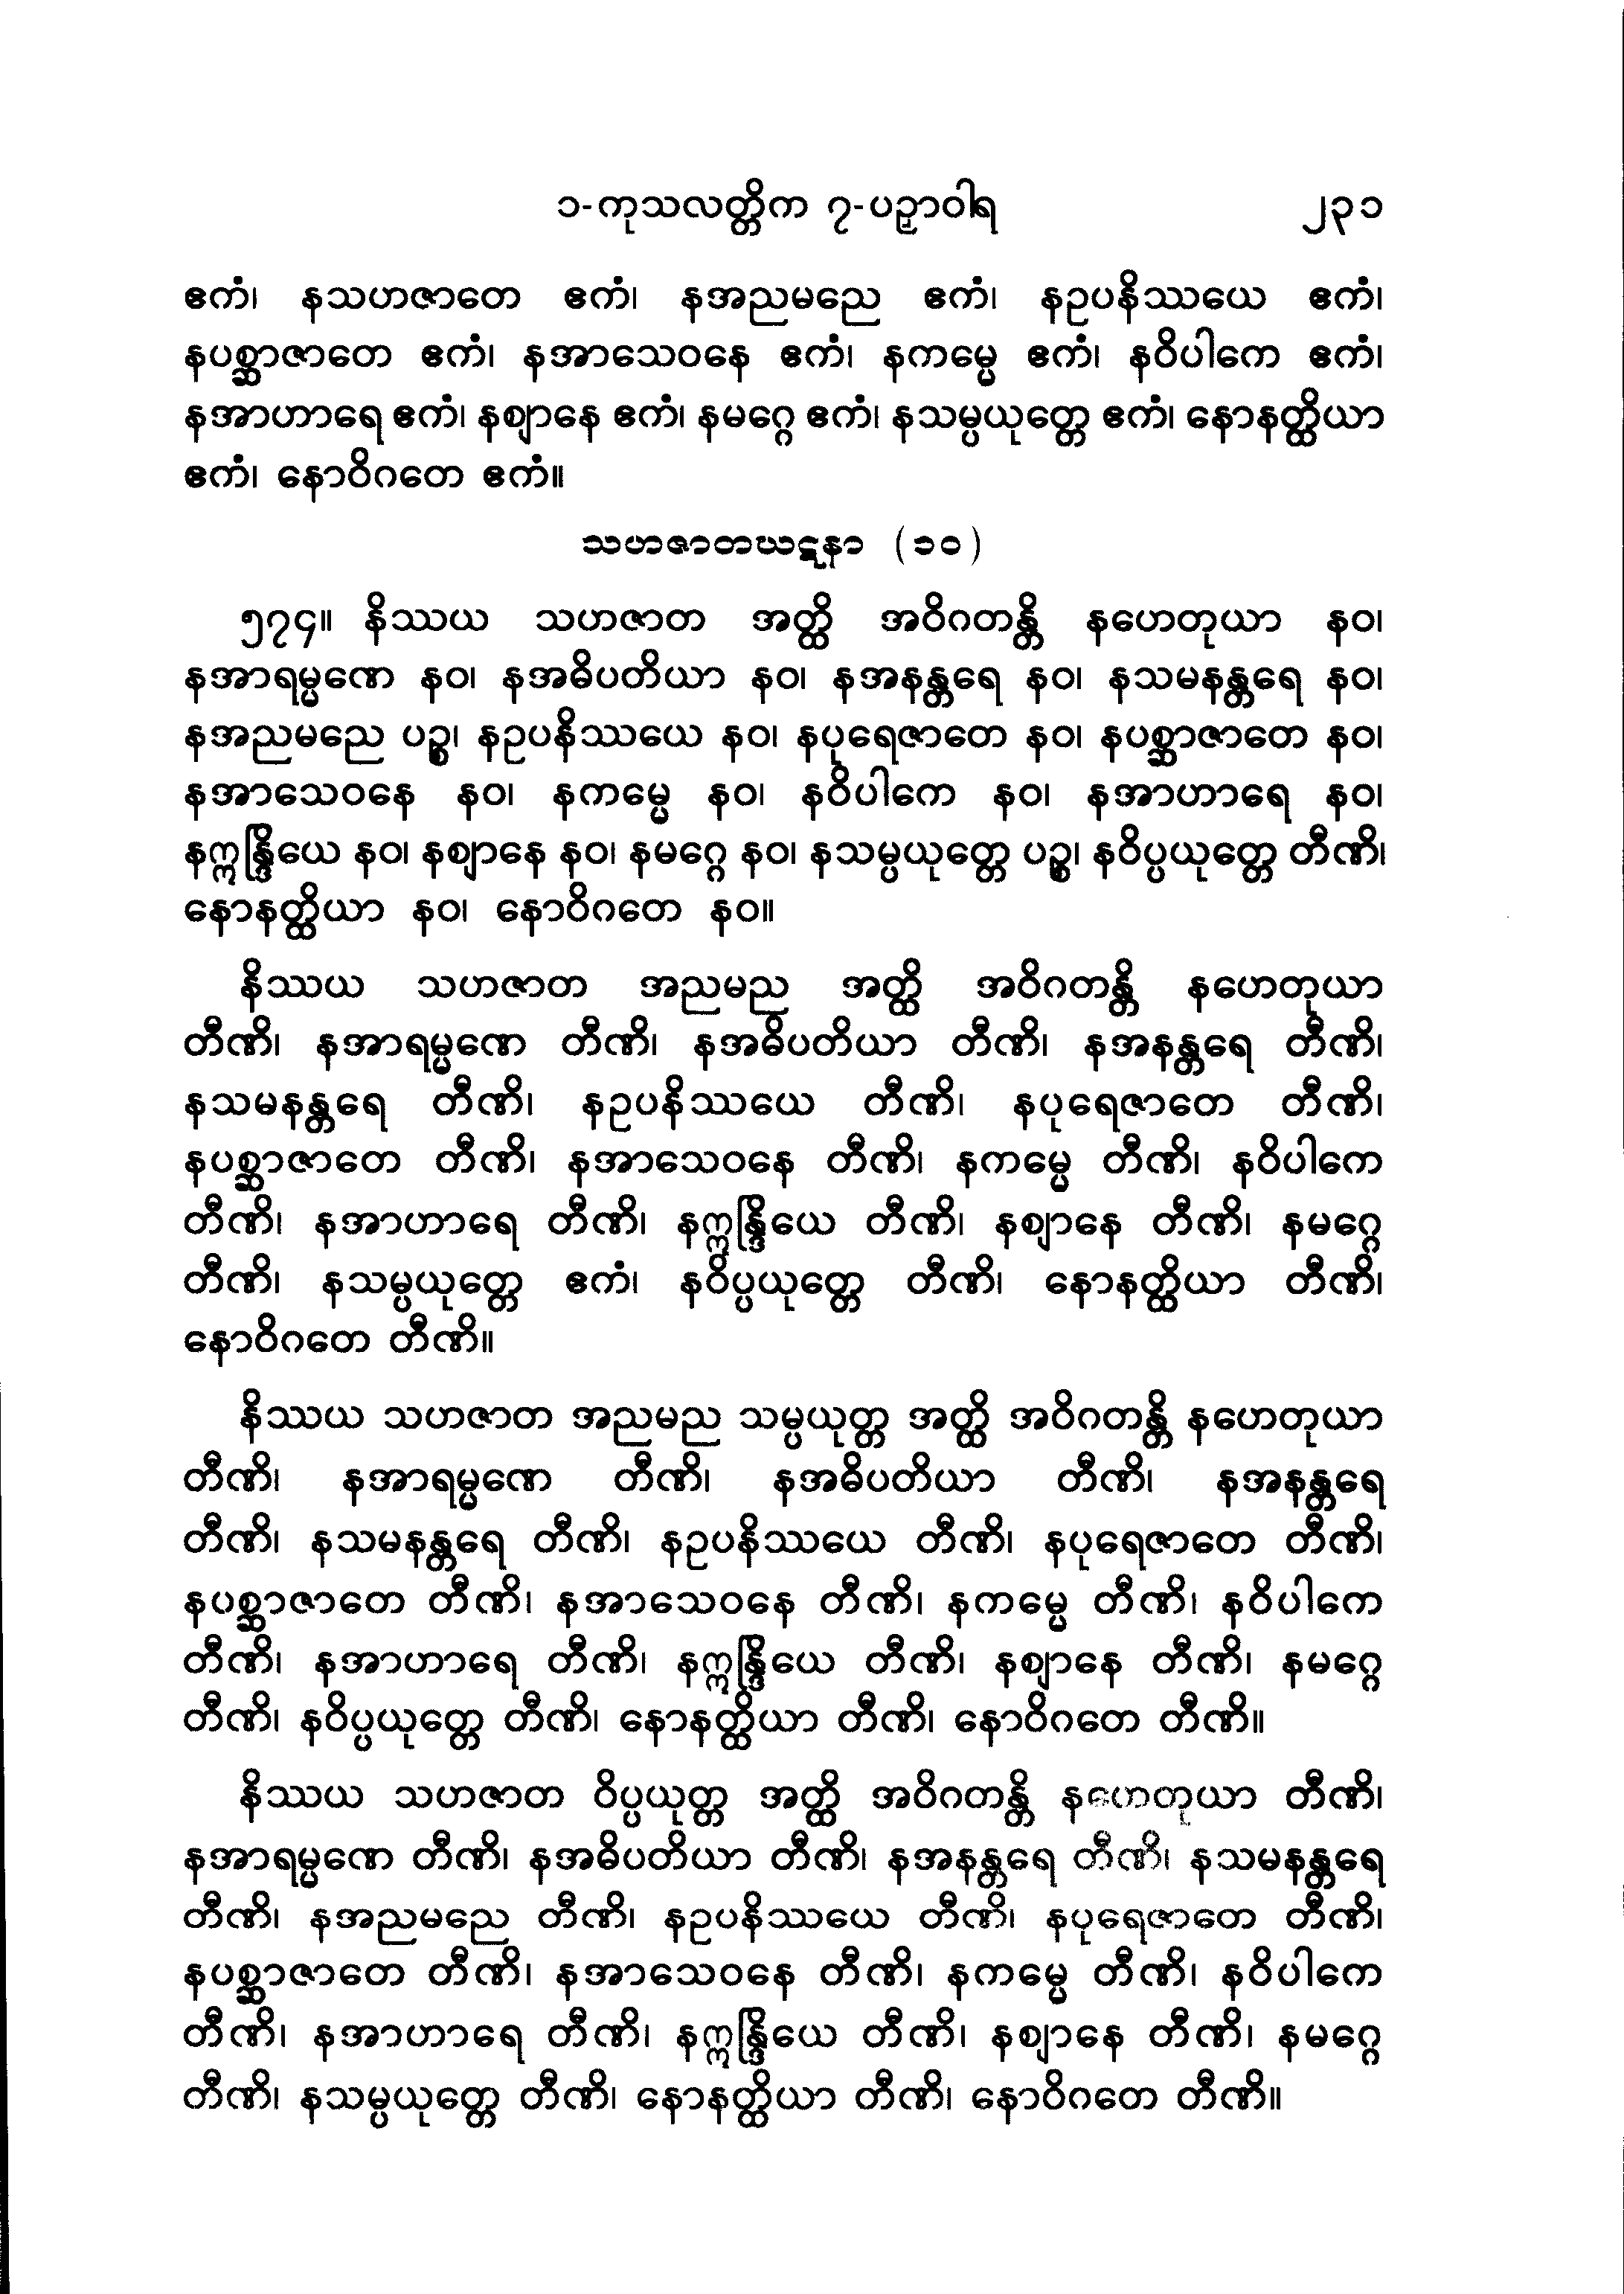 ၁-ကုသလတ္တိက ၇-ပဉှာဝါရ ၂၃၁
ဧကံ၊ နသဟဇာတေ ဧကံ၊ နအညမညေ ဧကံ၊ နဥပနိဿယေ ဧကံ၊
နပစ္ဆာဇာတေ ဧကံ၊ နအာသေဝနေ ဧကံ၊ နကမ္မေ ဧကံ၊ နဝိပါကေ ဧကံ၊
နအာဟာရေ ဧကံ၊ နဈာနေ ဧကံ၊ နမဂ္ဂေ ဧကံ၊ နသမ္ပယုတ္တေ ဧကံ၊ နောနတ္ထိယာ
ဧကံ၊ နောဝိဂတေ ဧကံ။
သဟဇာတဃဋနာ (၁၀)
၅၇၄။ နိဿယ သဟဇာတ အတ္ထိ အဝိဂတန္တိ နဟေတုယာ နဝ၊
နအာရမ္မဏေ နဝ၊ နအဓိပတိယာ နဝ၊ နအနန္တရေ နဝ၊ နသမနန္တရေ နဝ၊
နအညမညေ ပဉ္စ၊ နဥပနိဿယေ နဝ၊ နပုရေဇာတေ နဝ၊ နပစ္ဆာဇာတေ နဝ၊
နအာသေဝနေ နဝ၊ နကမ္မေ နဝ၊ နဝိပါကေ နဝ၊ နအာဟာရေ နဝ၊
နဣန္ဒြိယေ နဝ၊ နဈာနေ နဝ၊ နမဂ္ဂေ နဝ၊ နသမ္ပယုတ္တေ ပဉ္စ၊ နဝိပ္ပယုတ္တေ တီဏိ၊
နောနတ္ထိယာ နဝ၊ နောဝိဂတေ နဝ။
နိဿယ သဟဇာတ အညမည အတ္ထိ အဝိဂတန္တိ နဟေတုယာ
တီဏိ၊ နအာရမ္မဏေ တီဏိ၊ နအဓိပတိယာ တီဏိ၊ နအနန္တရေ တီဏိ၊
နသမနန္တရေ တီဏိ၊ နဥပနိဿယေ တီဏိ၊ နပုရေဇာတေ တီဏိ၊
နပစ္ဆာဇာတေ တီဏိ၊ နအာသေဝနေ တီဏိ၊ နကမ္မေ တီဏိ၊ နဝိပါကေ
တီဏိ၊ နအာဟာရေ တီဏိ၊ နဣန္ဒြိယေ တီဏိ၊ နဈာနေ တီဏိ၊ နမဂ္ဂေ
တီဏိ၊ နသမ္ပယုတ္တေ ဧကံ၊ နဝိပ္ပယုတ္တေ တီဏိ၊ နောနတ္ထိယာ တီဏိ၊
နောဝိဂတေ တီဏိ။
နိဿယ သဟဇာတ အညမည သမ္ပယုတ္တ အတ္ထိ အဝိဂတန္တိ နဟေတုယာ
တီဏိ၊ နအာရမ္မဏေ တီဏိ၊ နအဓိပတိယာ တီဏိ၊ နအနန္တရေ
တီဏိ၊ နသမနန္တရေ တီဏိ၊ နဥပနိဿယေ တီဏိ၊ နပုရေဇာတေ တီဏိ၊
နပစ္ဆာဇာတေ တီဏိ၊ နအာသေဝနေ တီဏိ၊ နကမ္မေ တီဏိ၊ နဝိပါကေ
တီဏိ၊ နအာဟာရေ တီဏိ၊ နဣန္ဒြိယေ တီဏိ၊ နဈာနေ တီဏိ၊ နမဂ္ဂေ
တီဏိ၊ နဝိပ္ပယုတ္တေ တီဏိ၊ နောနတ္ထိယာ တီဏိ၊ နောဝိဂတေ တီဏိ။
နိဿယ သဟဇာတ ဝိပ္ပယုတ္တ အတ္ထိ အဝိဂတန္တိ နဟေတုယာ တီဏိ၊
နအာရမ္မဏေ တီဏိ၊ နအဓိပတိယာ တီဏိ၊ နအနန္တရေ တီဏိ၊ နသမနန္တရေ
တီဏိ၊ နအညမညေ တီဏိ၊ နဥပနိဿယေ တီဏိ၊ နပုရေဇာတေ တီဏိ၊
နပစ္ဆာဇာတေ တီဏိ၊ နအာသေဝနေ တီဏိ၊ နကမ္မေ တီဏိ၊ နဝိပါကေ
တီဏိ၊ နအာဟာရေ တီဏိ၊ နဣန္ဒြိယေ တီဏိ၊ နဈာနေ တီဏိ၊ နမဂ္ဂေ
တီဏိ၊ နသမ္ပယုတ္တေ တီဏိ၊ နောနတ္ထိယာ တီဏိ၊ နောဝိဂတေ တီဏိ။